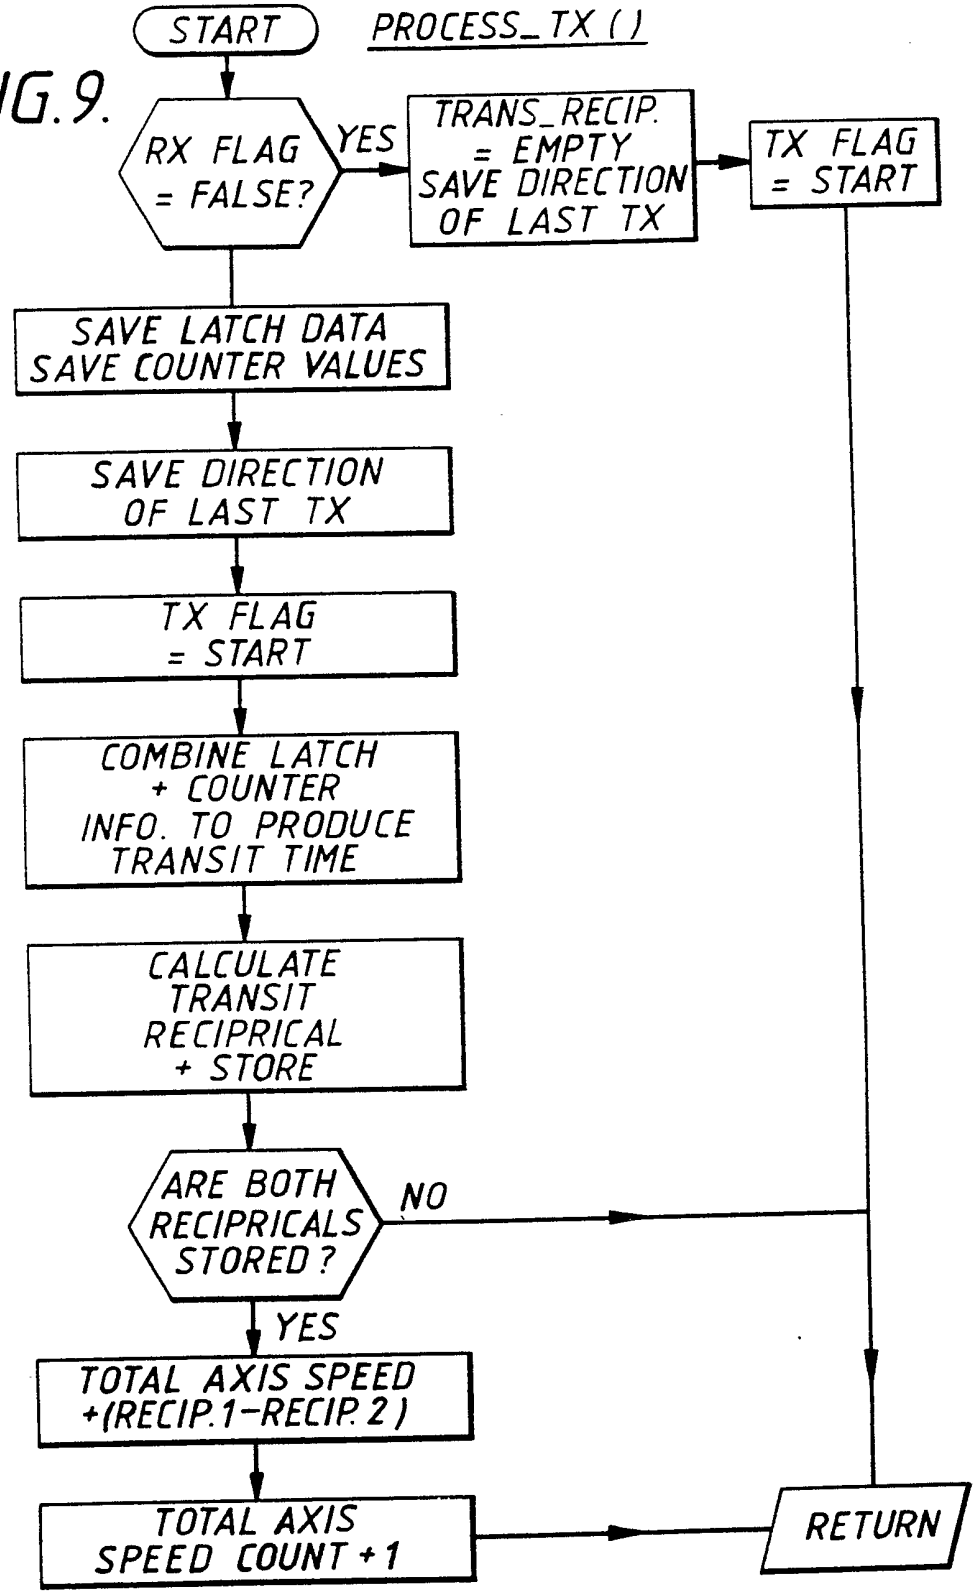 START
PROCESS_TX ( )
IG.9.
RX FLAG
= FALSE?
YES
TRANS_RECIP.
= EMPTY
SAVE DIRECTION
OF LAST TX
TX FLAG
= START
SAVE LATCH DATA
SAVE COUNTER VALUES
SAVE DIRECTION
OF LAST TX
TX FLAG
= START
COMBINE LATCH
+ COUNTER
INFO. TO PRODUCE
TRANSIT TIME
CALCULATE
TRANSIT
RECIPRICAL
+ STORE
ARE BOTH
RECIPRICALS
STORED ?
NO
YES
TOTAL AXIS SPEED
+(RECIP.1-RECIP.2)
TOTAL AXIS
SPEED COUNT +1
RETURN